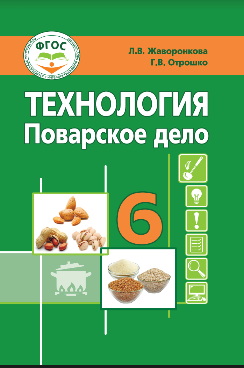 ФГОС
Л.В. Жаворонкова
Г.В. Отрошко
ТЕХНОЛОГИЯ
Поварское дело
6